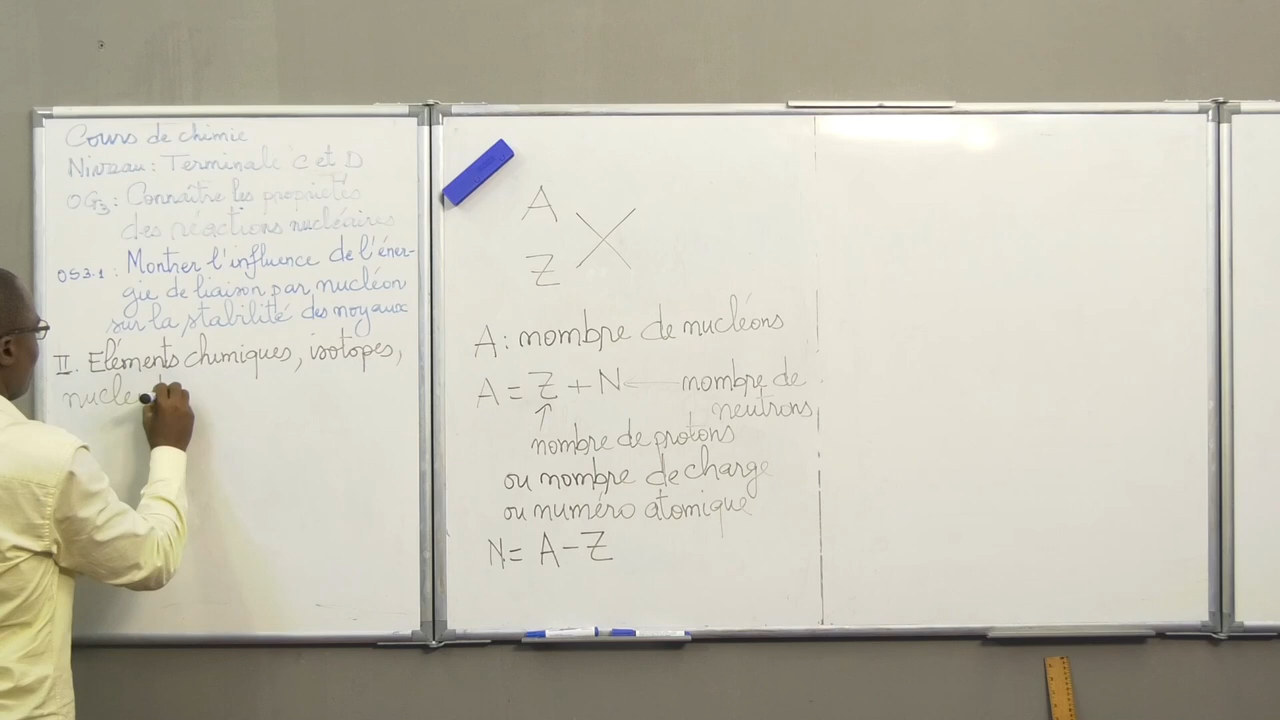 Cours de chimie
Niveau: Terminale C et D
OG3: Connaître les propriétés
des réactions nucléaires
OS3.1: Montrer l'influence de l'éner-
gie de liaison par nucléon
sur la stabilité des noyaux
II. Eléments chimiques, isotopes,
nucle
A
Z X
A: nombre de nucléons
A = Z + N ← nombre de
neutrons
↑
nombre de protons
ou nombre de charge
ou numéro atomique
N = A - Z